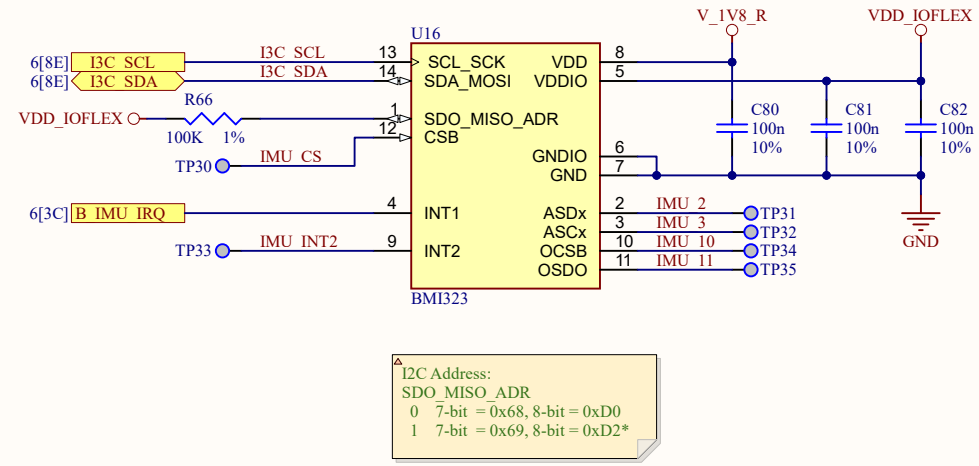 V_1V8_R VDD_IOFLEX
U16
6[8E] I3C_SCL I3C_SCL 13 SCL_SCK VDD 8
6[8E] I3C_SDA I3C_SDA 14 SDA_MOSI VDDIO 5
R66
VDD_IOFLEX 100K 1% 1 SDO_MISO_ADR
12 CSB
C80 100n 10%
C81 100n 10%
C82 100n 10%
TP30 IMU_CS
GNDIO 6
GND 7
6[3C] B_IMU_IRQ 4 INT1 ASDx 2 IMU_2 TP31
ASCx 3 IMU_3 TP32
TP33 IMU_INT2 9 INT2 OCSB 10 IMU_10 TP34
OSDO 11 IMU_11 TP35
GND
BMI323
I2C Address:
SDO_MISO_ADR
0 7-bit = 0x68, 8-bit = 0xD0
1 7-bit = 0x69, 8-bit = 0xD2*